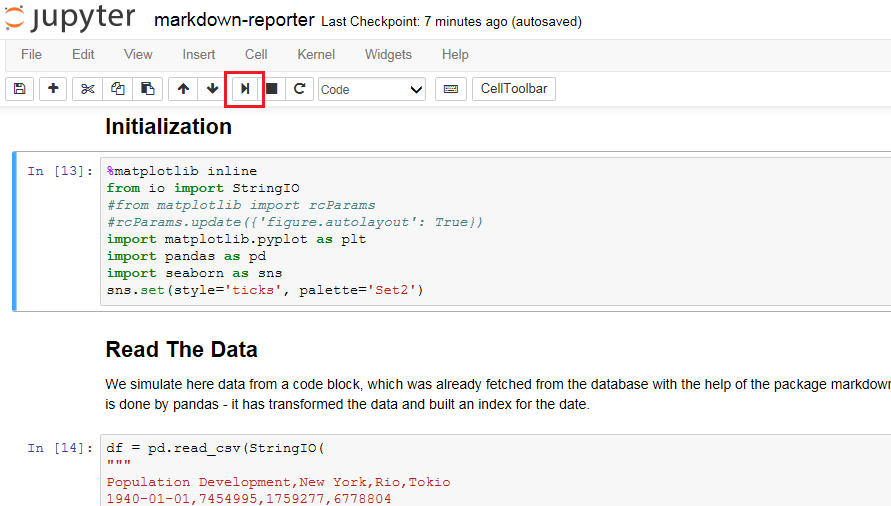 jupyter markdown-reporter Last Checkpoint: 7 minutes ago (autosaved)
File Edit View Insert Cell Kernel Widgets Help
Code CellToolbar
Initialization
In [13]: %matplotlib inline
from io import StringIO
#from matplotlib import rcParams
#rcParams.update({'figure.autolayout': True})
import matplotlib.pyplot as plt
import pandas as pd
import seaborn as sns
sns.set(style='ticks', palette='Set2')
Read The Data
We simulate here data from a code block, which was already fetched from the database with the help of the package markdown
is done by pandas - it has transformed the data and built an index for the date.
In [14]: df = pd.read_csv(StringIO(
"""
Population Development,New York,Rio,Tokio
1940-01-01,7454995,1759277,6778804